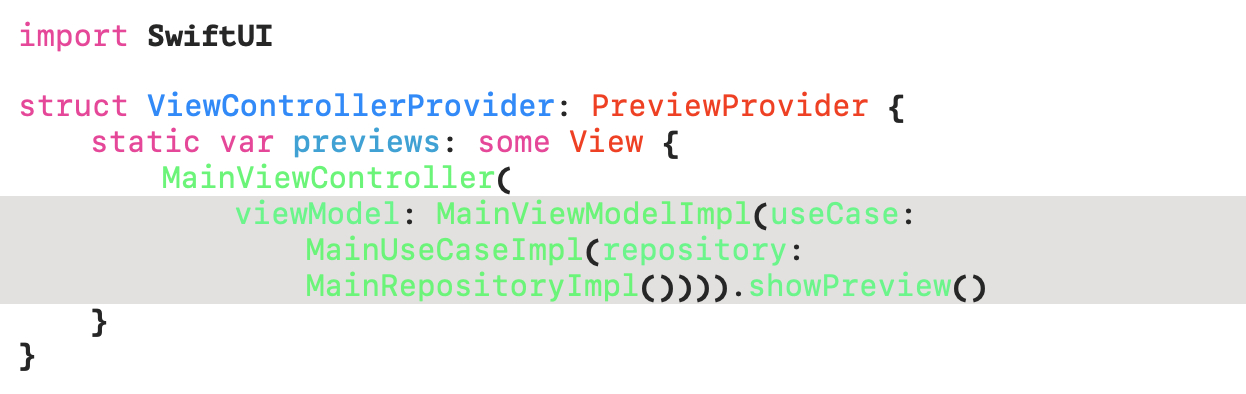 import SwiftUI
struct ViewControllerProvider: PreviewProvider {
static var previews: some View {
MainViewController(
viewModel: MainViewModelImpl(useCase:
MainUseCaseImpl(repository:
MainRepositoryImpl()))).showPreview()
}
}